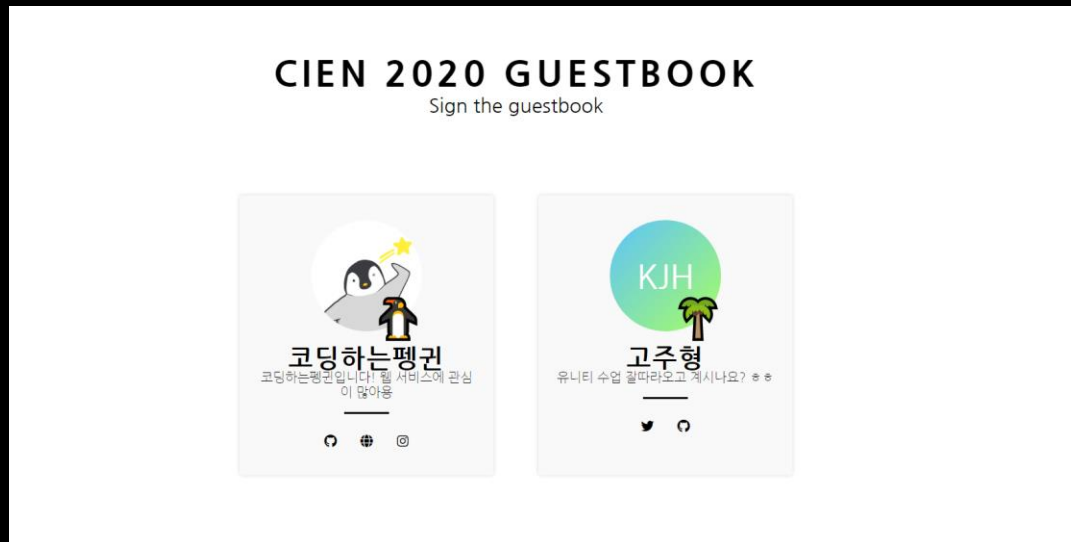 CIEN 2020 GUESTBOOK
Sign the guestbook
코딩하는펭귄
코딩하는펭귄입니다! 웹 서비스에 관심
이 많아용
KJH
고주형
유니티 수업 잘따라오고 계시나요? ㅎㅎ